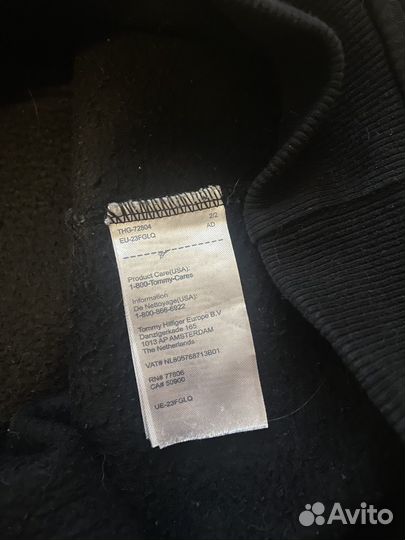 THG-72804 2/2
EU-23FGLQ AD
Product Care(USA):
1-800-Tommy-Cares
Information
De Nettoyage(USA):
1-800-866-6922
Tommy Hilfiger Europe B.V
Danzigerkade 165
1013 AP AMSTERDAM
The Netherlands
VAT# NL805768713B01
RN# 77806
CA# 50900
UE-23FGLQ
Avito